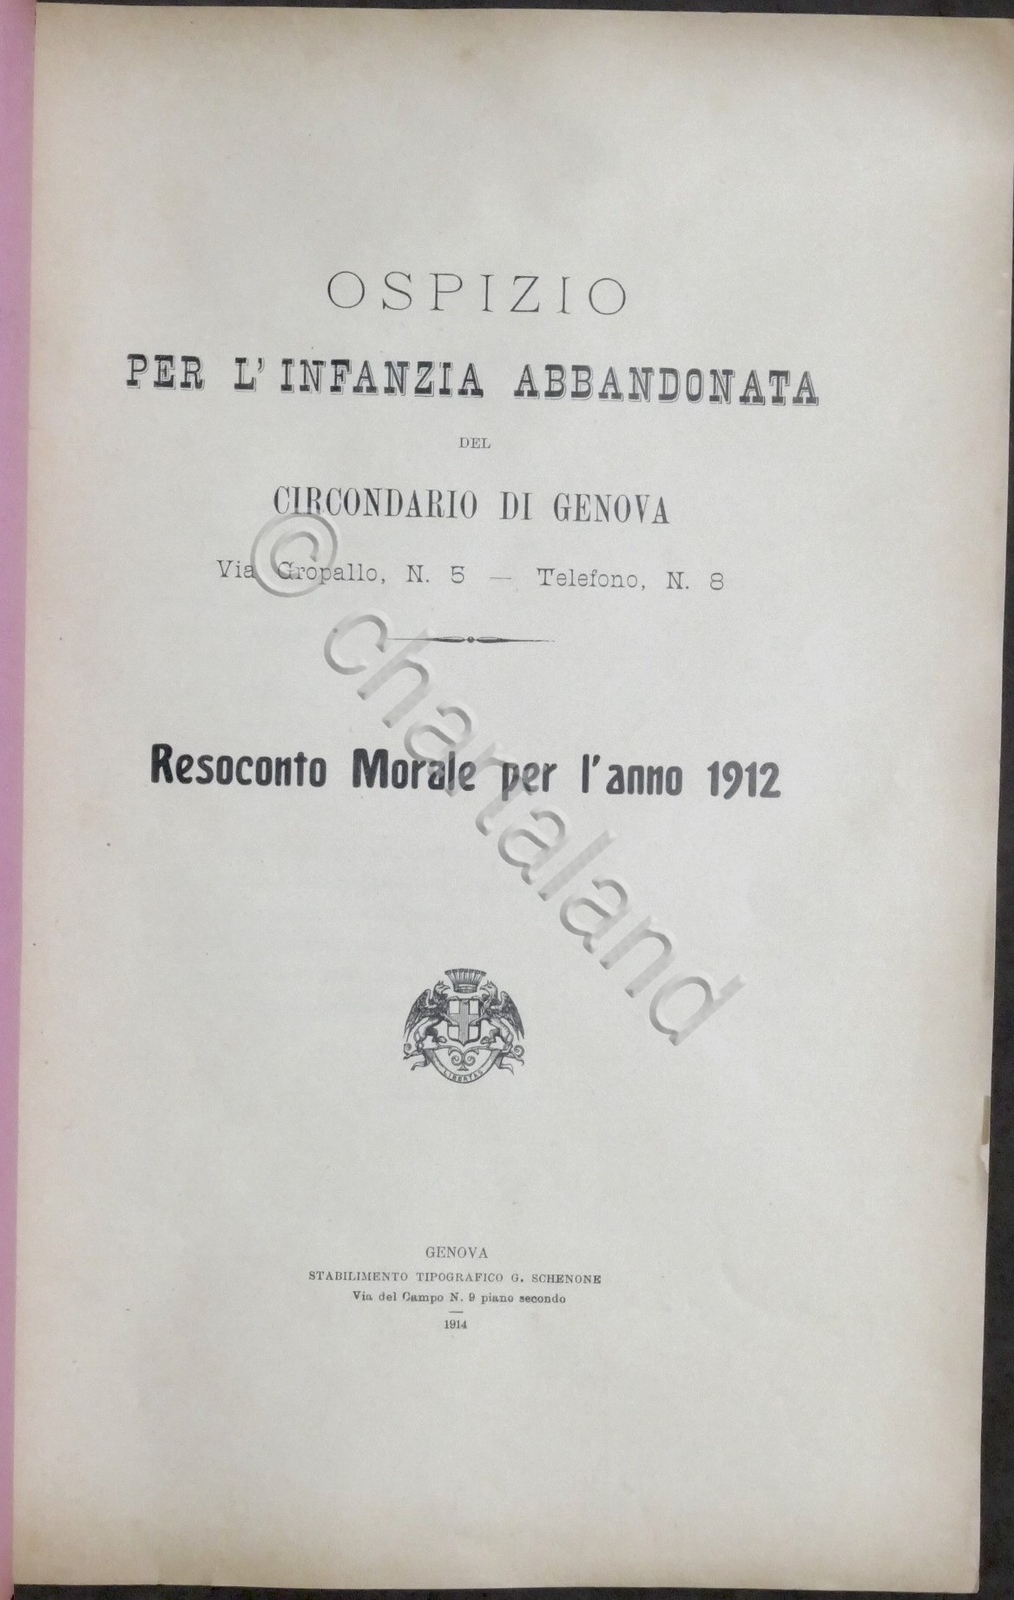 OSPIZIO
PER L'INFANZIA ABBANDONATA
DEL
CIRCONDARIO DI GENOVA
Via Gropallo, N. 5 — Telefono, N. 8
Resoconto Morale per l'anno 1912
LIBERTAS
GENOVA
STABILIMENTO TIPOGRAFICO G. SCHENONE
Via del Campo N. 9 piano secondo
1914
© chartaland